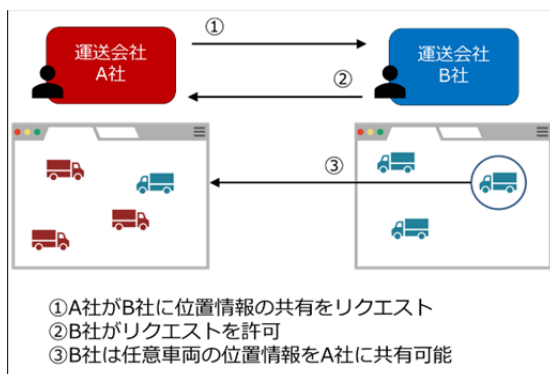 ①
運送会社
A社
運送会社
B社
②
③
①A社がB社に位置情報の共有をリクエスト
②B社がリクエストを許可
③B社は任意車両の位置情報をA社に共有可能